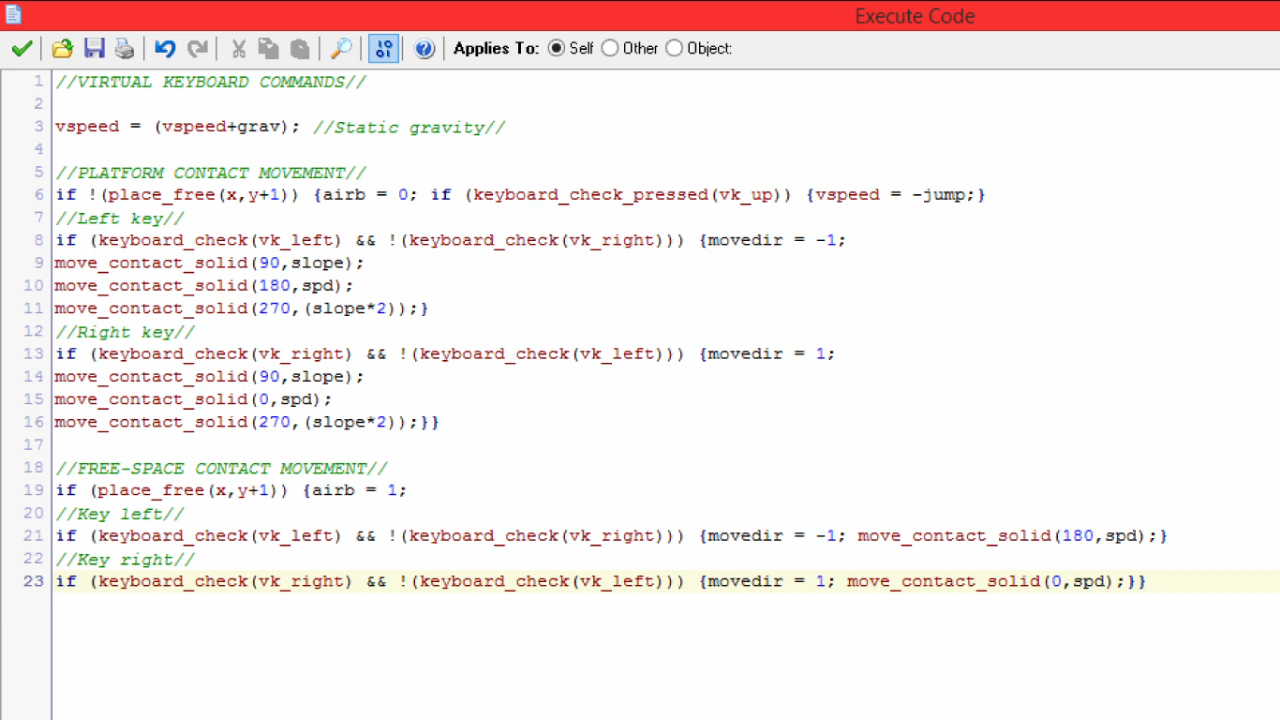 Execute Code
Applies To: Self Other Object:
1 //VIRTUAL KEYBOARD COMMANDS//
2
3 vspeed = (vspeed+grav); //Static gravity//
4
5 //PLATFORM CONTACT MOVEMENT//
6 if !(place_free(x,y+1)) {airb = 0; if (keyboard_check_pressed(vk_up)) {vspeed = -jump;}
7 //Left key//
8 if (keyboard_check(vk_left) && !(keyboard_check(vk_right))) {movedir = -1;
9 move_contact_solid(90,slope);
10 move_contact_solid(180,spd);
11 move_contact_solid(270,(slope*2));}
12 //Right key//
13 if (keyboard_check(vk_right) && !(keyboard_check(vk_left))) {movedir = 1;
14 move_contact_solid(90,slope);
15 move_contact_solid(0,spd);
16 move_contact_solid(270,(slope*2));}}
17
18 //FREE-SPACE CONTACT MOVEMENT//
19 if (place_free(x,y+1)) {airb = 1;
20 //Key left//
21 if (keyboard_check(vk_left) && !(keyboard_check(vk_right))) {movedir = -1; move_contact_solid(180,spd);}
22 //Key right//
23 if (keyboard_check(vk_right) && !(keyboard_check(vk_left))) {movedir = 1; move_contact_solid(0,spd);}}